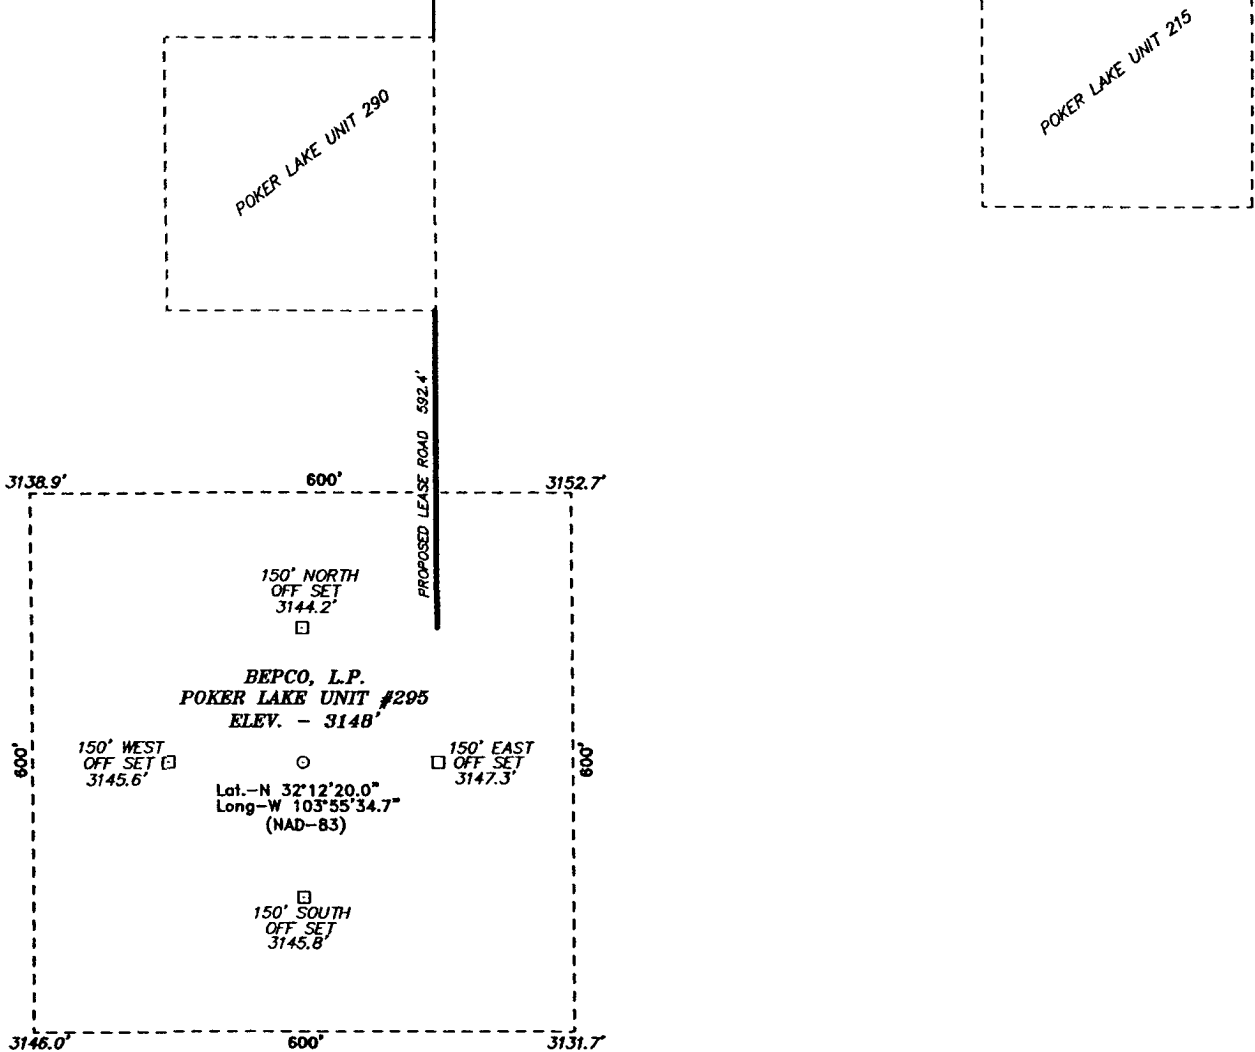 POKER LAKE UNIT 290
POKER LAKE UNIT 215
PROPOSED LEASE ROAD 592.4'
3138.9'
600'
3152.7'
150' NORTH
OFF SET
3144.2'
BEPCO, L.P.
POKER LAKE UNIT #295
ELEV. - 3148'
600'
150' WEST
OFF SET
3145.6'
150' EAST
OFF SET
3147.3'
600'
Lat.-N 32°12'20.0"
Long-W 103°55'34.7"
(NAD-83)
150' SOUTH
OFF SET
3145.8'
3146.0'
600'
3131.7'